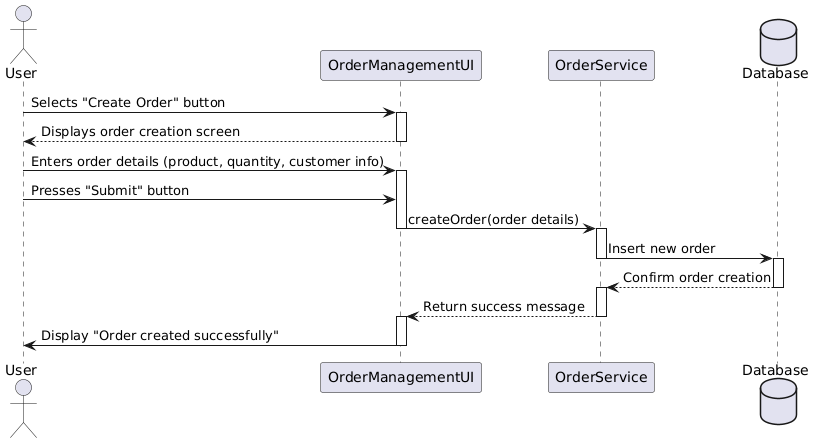 User
OrderManagementUI
OrderService
Database
Selects "Create Order" button
Displays order creation screen
Enters order details (product, quantity, customer info)
Presses "Submit" button
createOrder(order details)
Insert new order
Confirm order creation
Return success message
Display "Order created successfully"
User
OrderManagementUI
OrderService
Database